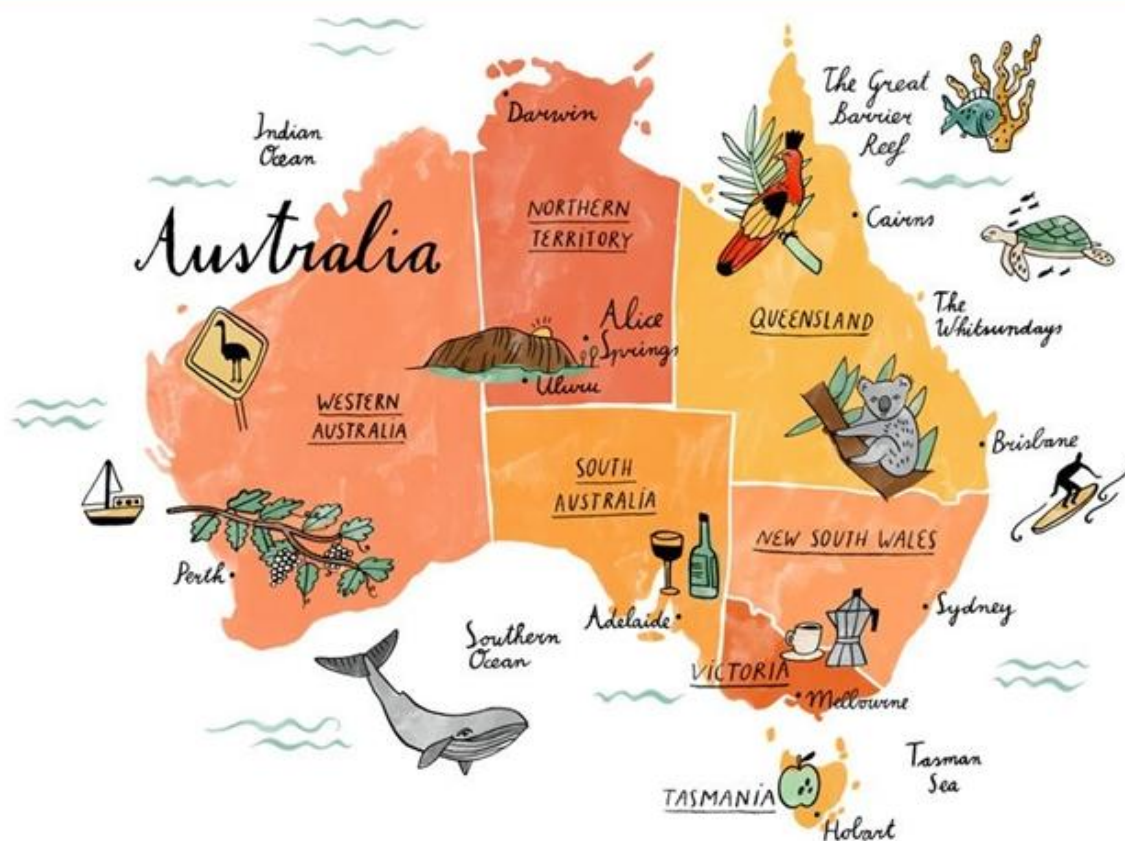 Indian
Ocean
Australia
Darwin
The Great
Barrier
Reef
NORTHERN
TERRITORY
Cairns
QUEENSLAND
The
Whitsundays
Alice
Springs
Uluru
WESTERN
AUSTRALIA
SOUTH
AUSTRALIA
Brisbane
NEW SOUTH WALES
Perth
Adelaide
Sydney
Southern
Ocean
VICTORIA
Melbourne
Tasman
Sea
TASMANIA
Hobart